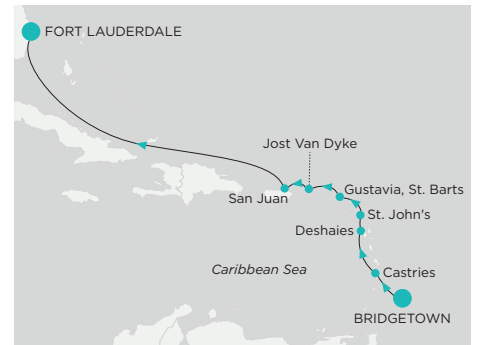 FORT LAUDERDALE
Jost Van Dyke
San Juan
Gustavia, St. Barts
St. John's
Deshaies
Caribbean Sea
Castries
BRIDGETOWN